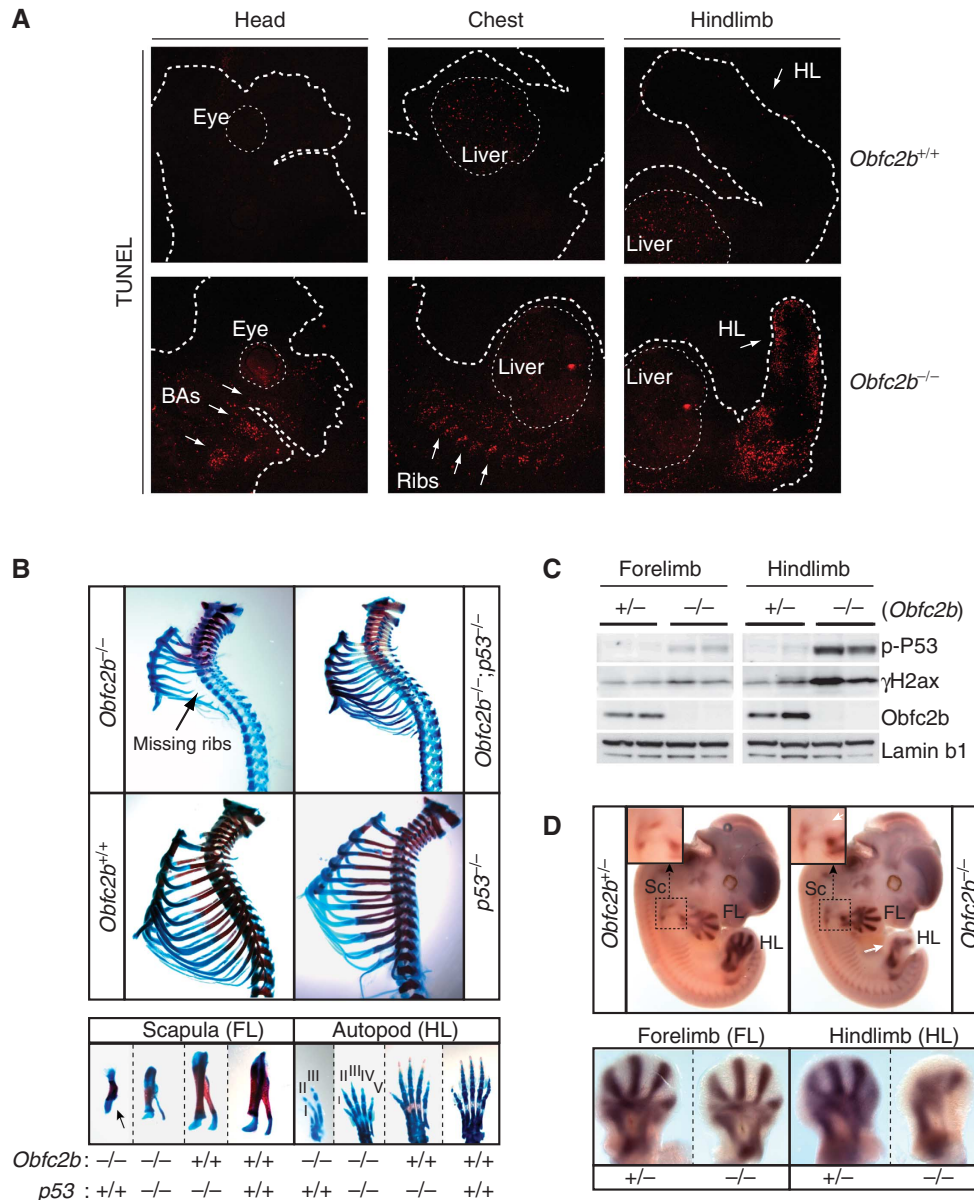 A
Head Chest Hindlimb
TUNEL
Eye
Liver
HL
Liver
Obfc2b+/+
Eye
BAs
Liver
Ribs
HL
Liver
Obfc2b−/−
B
Obfc2b−/−
Missing ribs
Obfc2b−/−;p53−/−
Obfc2b+/+
p53−/−
Scapula (FL) Autopod (HL)
III
II
I
II III IV
V
Obfc2b : −/− −/− +/+ +/+ −/− −/− +/+ +/+
p53 : +/+ −/− −/− +/+ +/+ −/− −/− +/+
C
Forelimb Hindlimb
+/− −/− +/− −/− (Obfc2b)
p-P53
γH2ax
Obfc2b
Lamin b1
D
Obfc2b+/−
Sc
FL
HL
Sc
FL
HL
Obfc2b−/−
Forelimb (FL) Hindlimb (HL)
+/− −/− +/− −/−